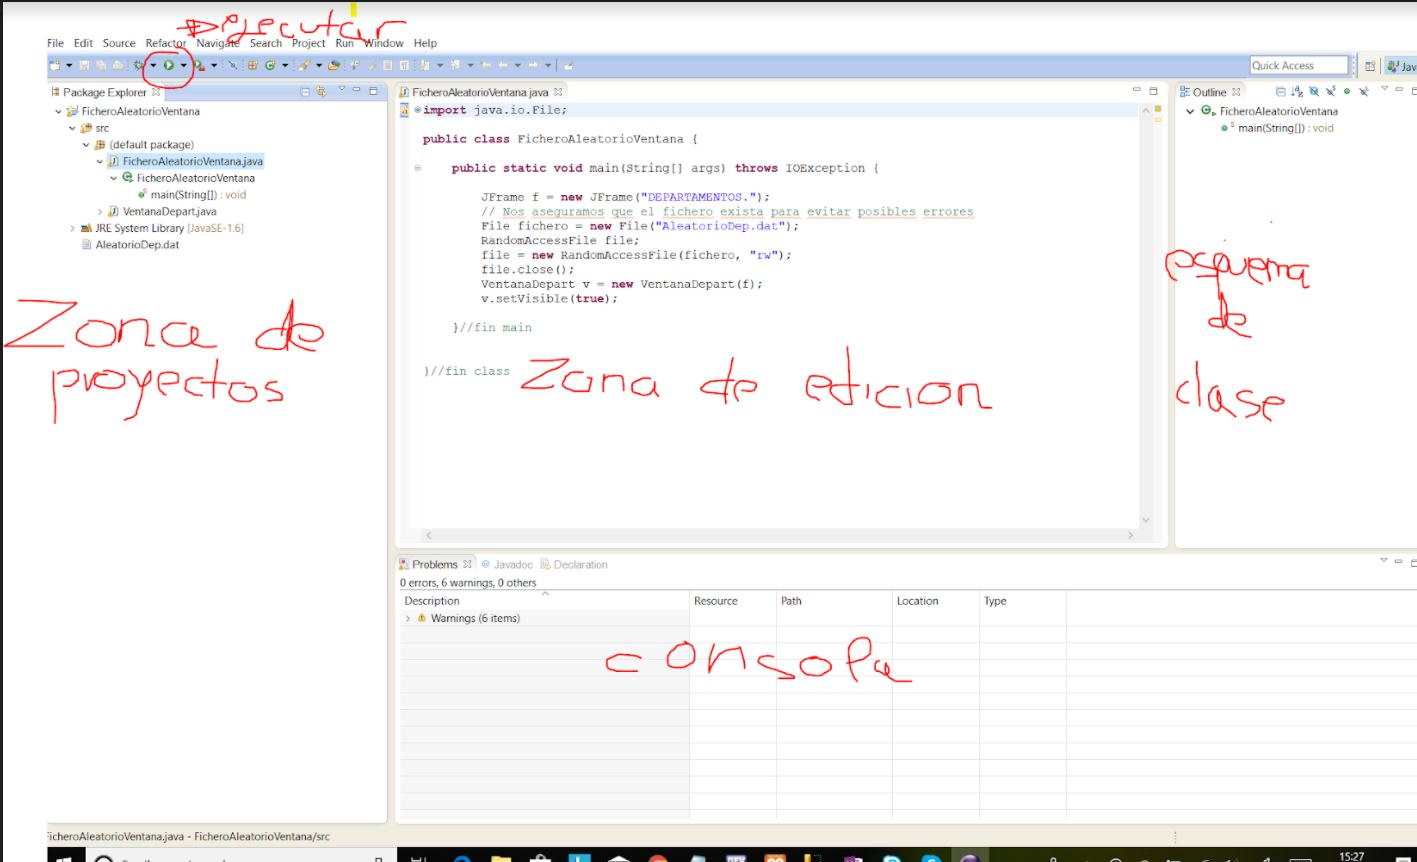 ejecutar
File Edit Source Refactor Navigate Search Project Run Window Help
Quick Access
Package Explorer
FicheroAleatorioVentana
src
(default package)
FicheroAleatorioVentana.java
FicheroAleatorioVentana
main(String[]) : void
VentanaDepart.java
JRE System Library [JavaSE-1.6]
AleatorioDep.dat
Zona de
proyectos
FicheroAleatorioVentana.java
import java.io.File;
public class FicheroAleatorioVentana {
public static void main(String[] args) throws IOException {
JFrame f = new JFrame("DEPARTAMENTOS.");
// Nos aseguramos que el fichero exista para evitar posibles errores
File fichero = new File("AleatorioDep.dat");
RandomAccessFile file;
file = new RandomAccessFile(fichero, "rw");
file.close();
VentanaDepart v = new VentanaDepart(f);
v.setVisible(true);
}//fin main
}//fin class
Zona de edicion
Outline
FicheroAleatorioVentana
main(String[]) : void
esquema
de
clase
Problems Javadoc Declaration
0 errors, 6 warnings, 0 others
Description Resource Path Location Type
Warnings (6 items)
consola
FicheroAleatorioVentana.java - FicheroAleatorioVentana/src
15:27